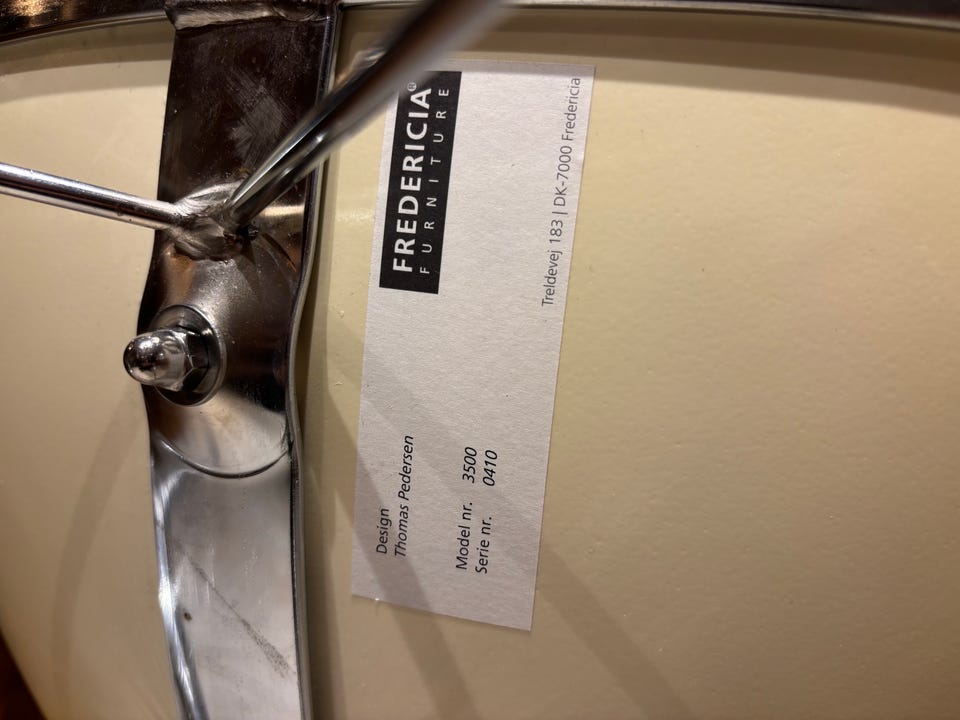 FREDERICIA®
FURNITURE
Treldevej 183 | DK-7000 Fredericia
Design
Thomas Pedersen
Model nr. 3500
Serie nr. 0410